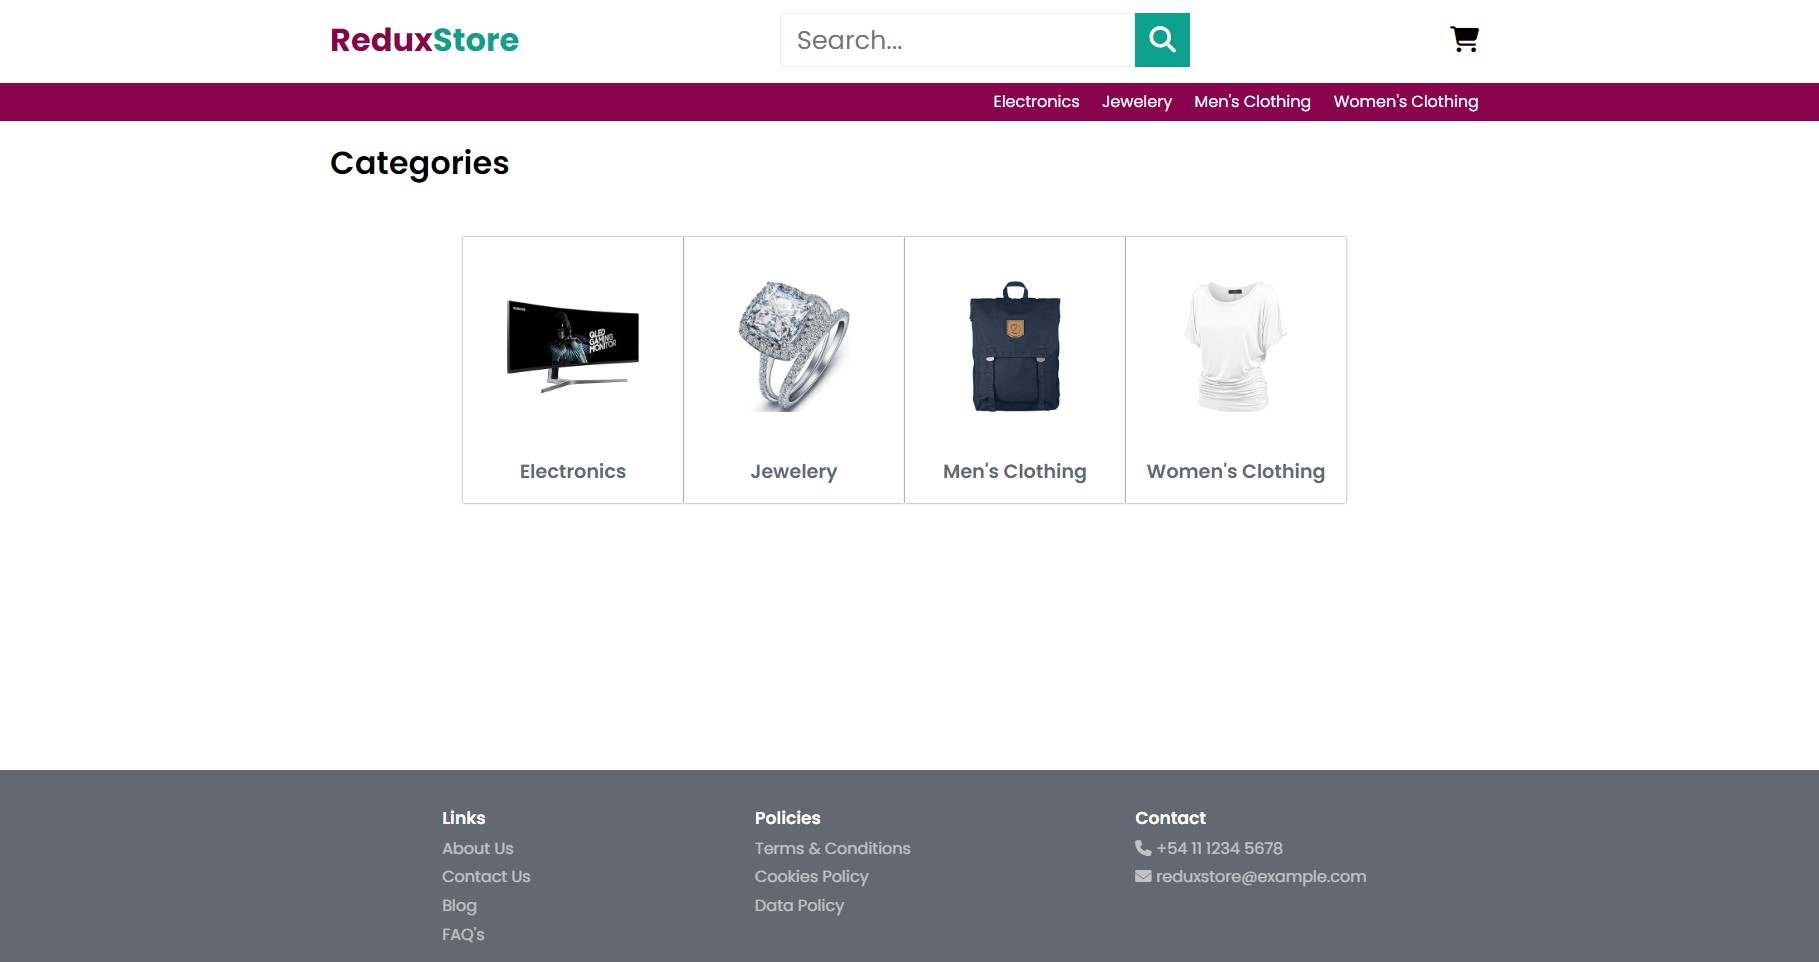 ReduxStore
Search...
Electronics Jewelery Men's Clothing Women's Clothing
Categories
SAMSUNG
QLED
GAMING
MONITOR
Electronics
Jewelery
Men's Clothing
Women's Clothing
Links
About Us
Contact Us
Blog
FAQ's
Policies
Terms & Conditions
Cookies Policy
Data Policy
Contact
+54 11 1234 5678
reduxstore@example.com